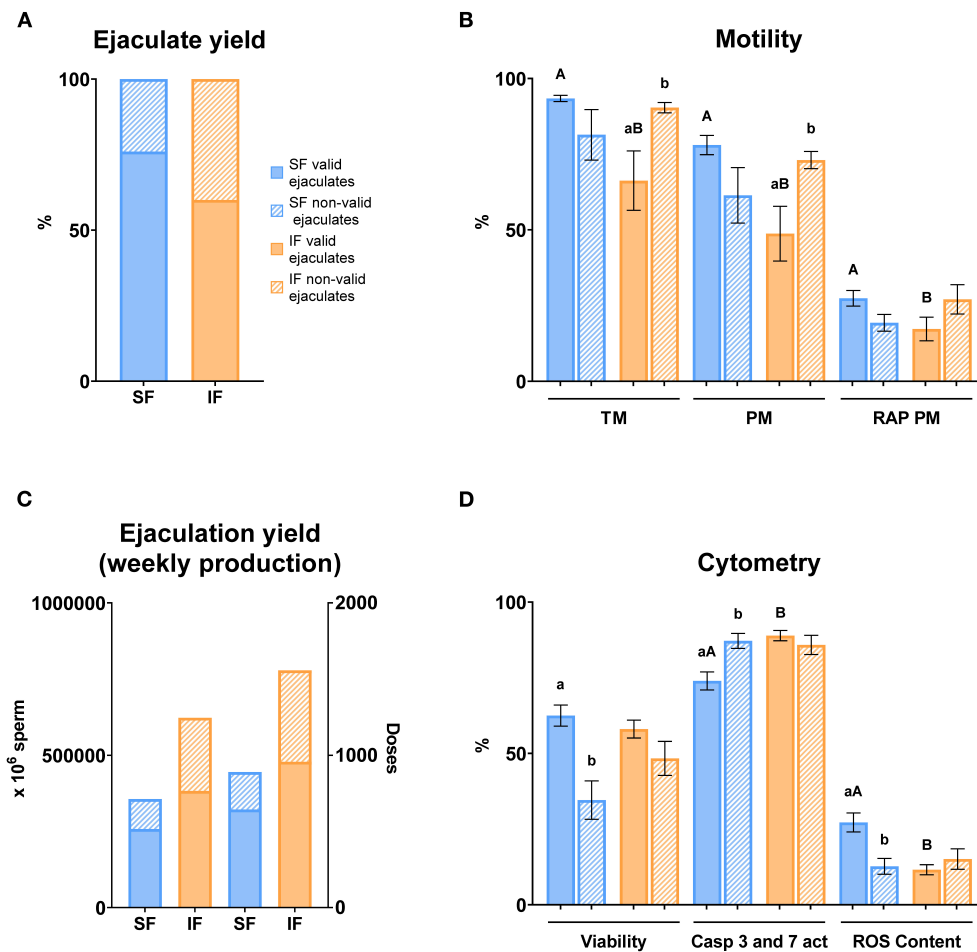 A
Ejaculate yield
100
50
0
%
SF
IF
SF valid
ejaculates
SF non-valid
ejaculates
IF valid
ejaculates
IF non-valid
ejaculates
B
Motility
100
50
0
%
A
aB
b
A
aB
b
A
B
TM
PM
RAP PM
C
Ejaculation yield
(weekly production)
1000000
500000
0
x 10⁶ sperm
2000
1000
0
Doses
SF
IF
SF
IF
D
Cytometry
100
50
0
%
a
b
aA
b
B
aA
b
B
Viability
Casp 3 and 7 act
ROS Content